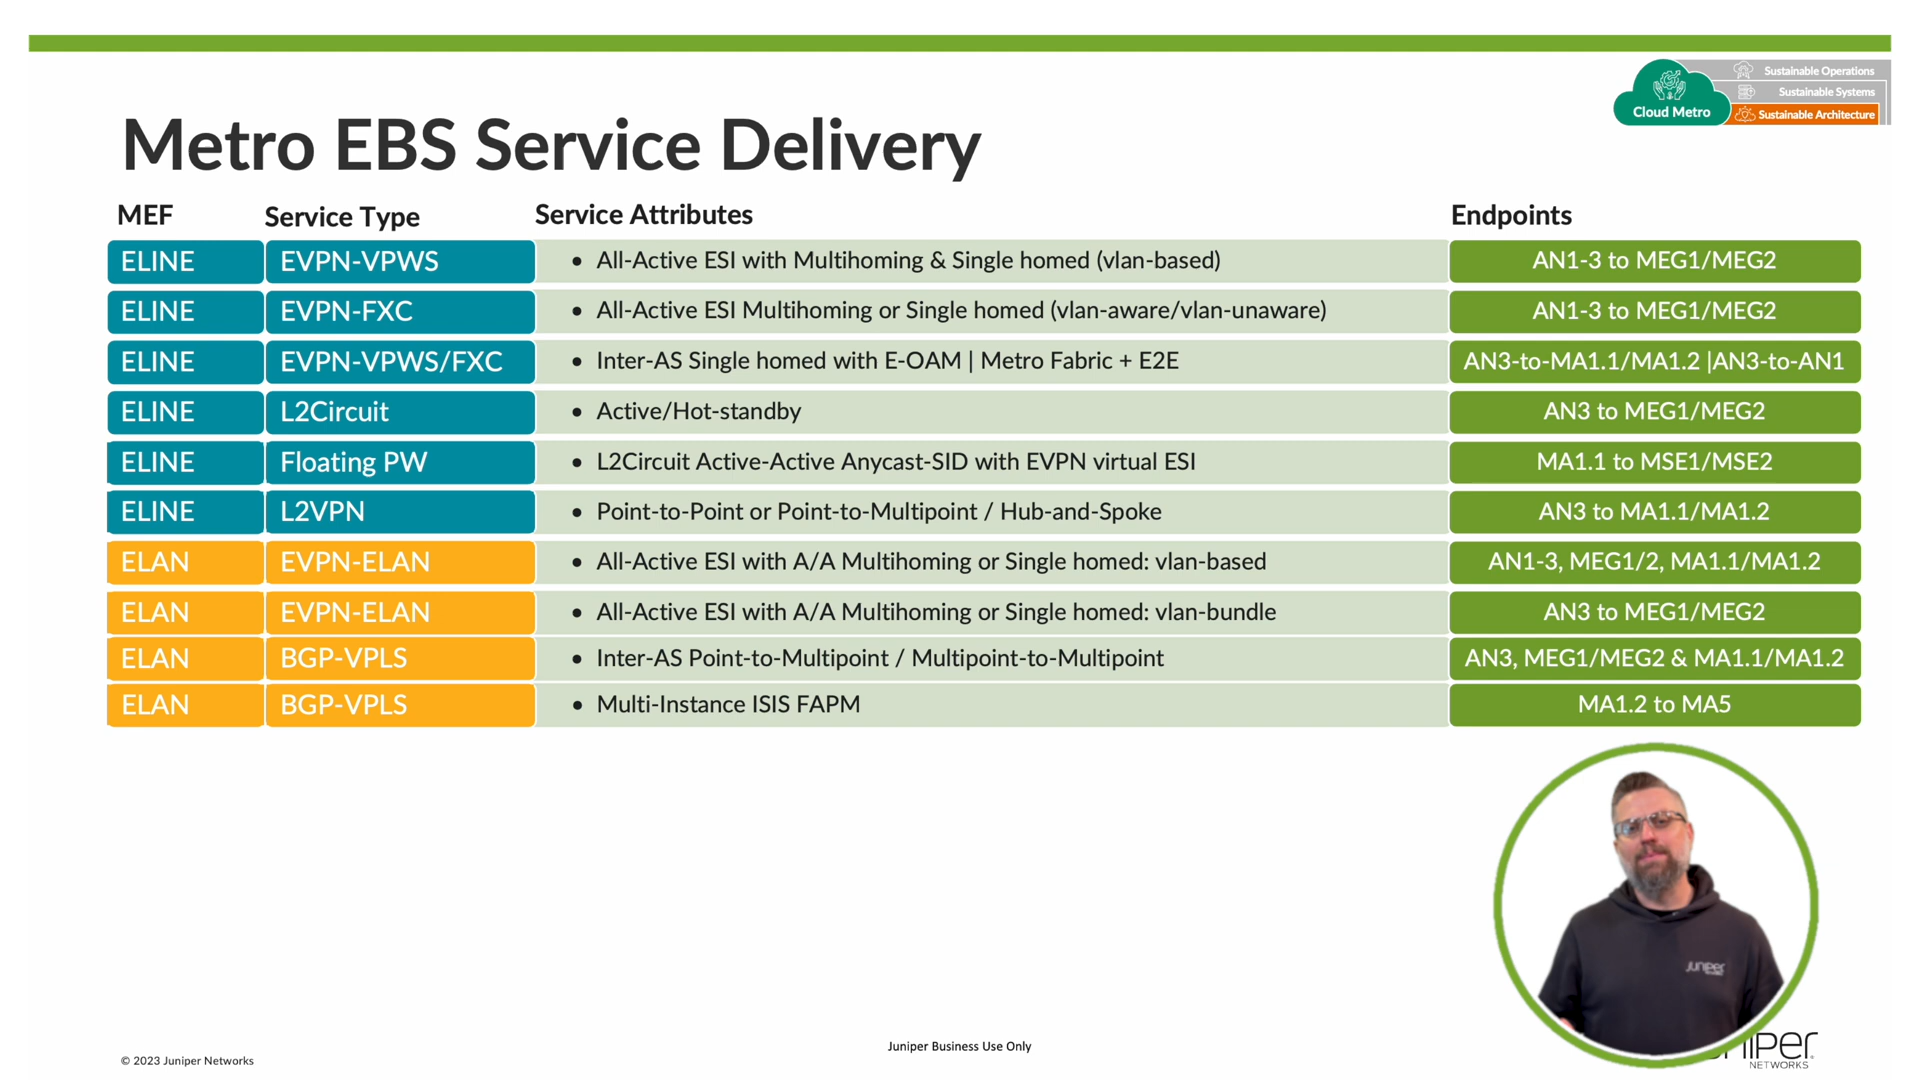 Sustainable Operations
Sustainable Systems
Cloud Metro
Sustainable Architecture
Metro EBS Service Delivery
MEF Service Type Service Attributes Endpoints
ELINE EVPN-VPWS • All-Active ESI with Multihoming & Single homed (vlan-based) AN1-3 to MEG1/MEG2
ELINE EVPN-FXC • All-Active ESI Multihoming or Single homed (vlan-aware/vlan-unaware) AN1-3 to MEG1/MEG2
ELINE EVPN-VPWS/FXC • Inter-AS Single homed with E-OAM | Metro Fabric + E2E AN3-to-MA1.1/MA1.2 |AN3-to-AN1
ELINE L2Circuit • Active/Hot-standby AN3 to MEG1/MEG2
ELINE Floating PW • L2Circuit Active-Active Anycast-SID with EVPN virtual ESI MA1.1 to MSE1/MSE2
ELINE L2VPN • Point-to-Point or Point-to-Multipoint / Hub-and-Spoke AN3 to MA1.1/MA1.2
ELAN EVPN-ELAN • All-Active ESI with A/A Multihoming or Single homed: vlan-based AN1-3, MEG1/2, MA1.1/MA1.2
ELAN EVPN-ELAN • All-Active ESI with A/A Multihoming or Single homed: vlan-bundle AN3 to MEG1/MEG2
ELAN BGP-VPLS • Inter-AS Point-to-Multipoint / Multipoint-to-Multipoint AN3, MEG1/MEG2 & MA1.1/MA1.2
ELAN BGP-VPLS • Multi-Instance ISIS FAPM MA1.2 to MA5
Juniper
© 2023 Juniper Networks
Juniper Business Use Only
NETWORKS